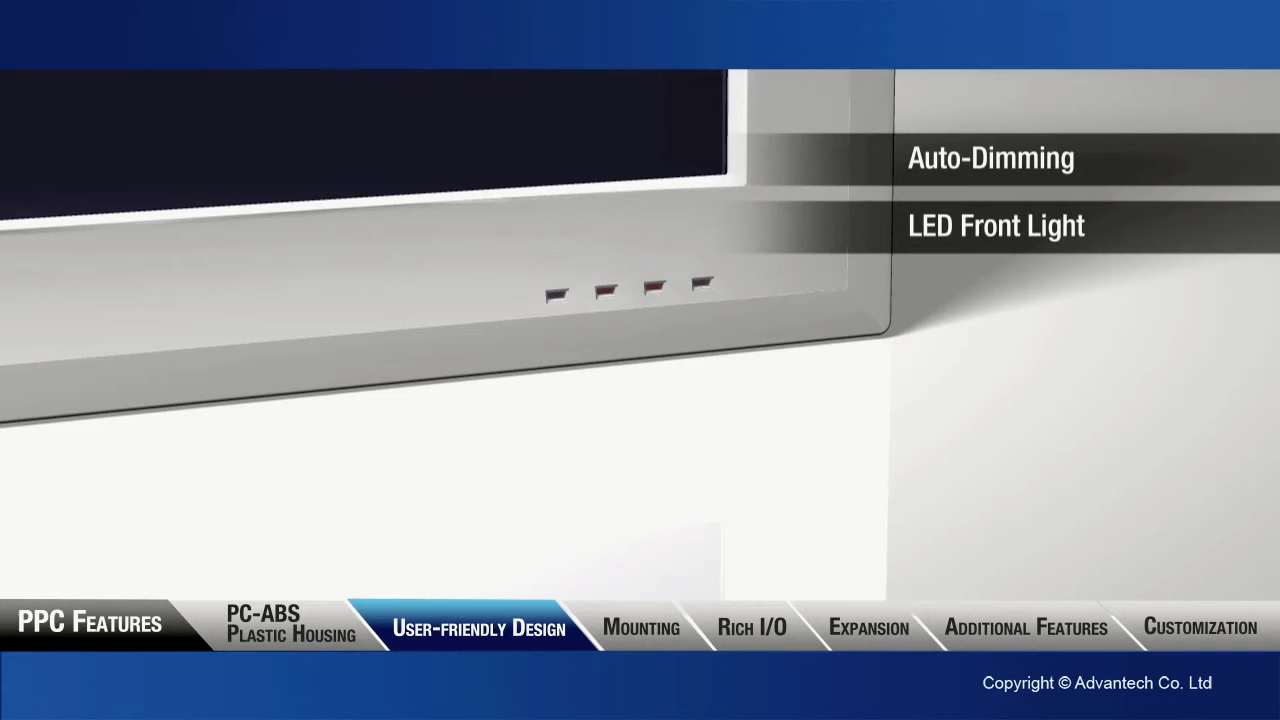 Auto-Dimming
LED Front Light
PPC FEATURES
PC-ABS
PLASTIC HOUSING
USER-FRIENDLY DESIGN
MOUNTING
RICH I/O
EXPANSION
ADDITIONAL FEATURES
CUSTOMIZATION
Copyright © Advantech Co. Ltd